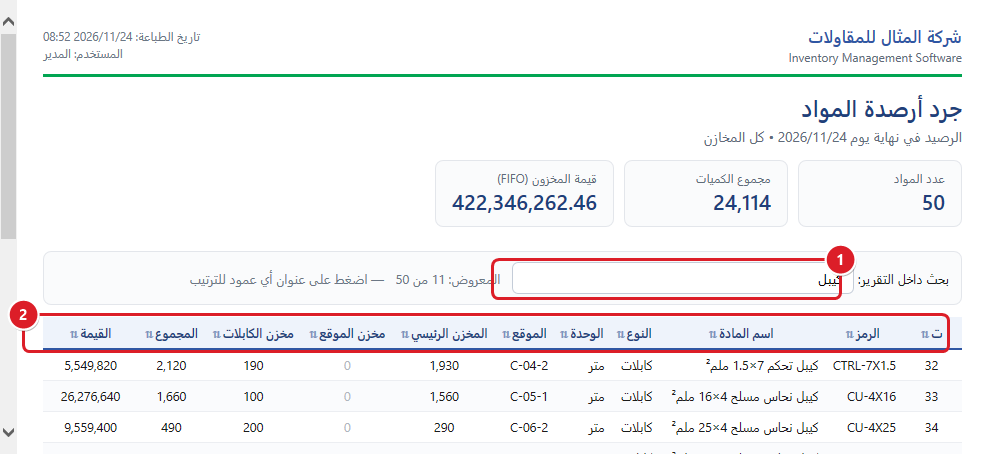 شركة المثال للمقاولات
Inventory Management Software
تاريخ الطباعة: 2026/11/24 08:52
المستخدم: المدير
جرد أرصدة المواد
الرصيد في نهاية يوم 2026/11/24 • كل المخازن
عدد المواد
50
مجموع الكميات
24,114
قيمة المخزون (FIFO)
422,346,262.46
1
بحث داخل التقرير: كيبل المعروض: 11 من 50 — اضغط على عنوان أي عمود للترتيب
2
ت الرمز اسم المادة النوع الوحدة الموقع المخزن الرئيسي مخزن الموقع مخزن الكابلات المجموع القيمة
32 CTRL-7X1.5 كيبل تحكم 7×1.5 ملم² كابلات متر C-04-2 1,930 0 190 2,120 5,549,820
33 CU-4X16 كيبل نحاس مسلح 4×16 ملم² كابلات متر C-05-1 1,560 0 100 1,660 26,276,640
34 CU-4X25 كيبل نحاس مسلح 4×25 ملم² كابلات متر C-06-2 290 0 200 490 9,559,400